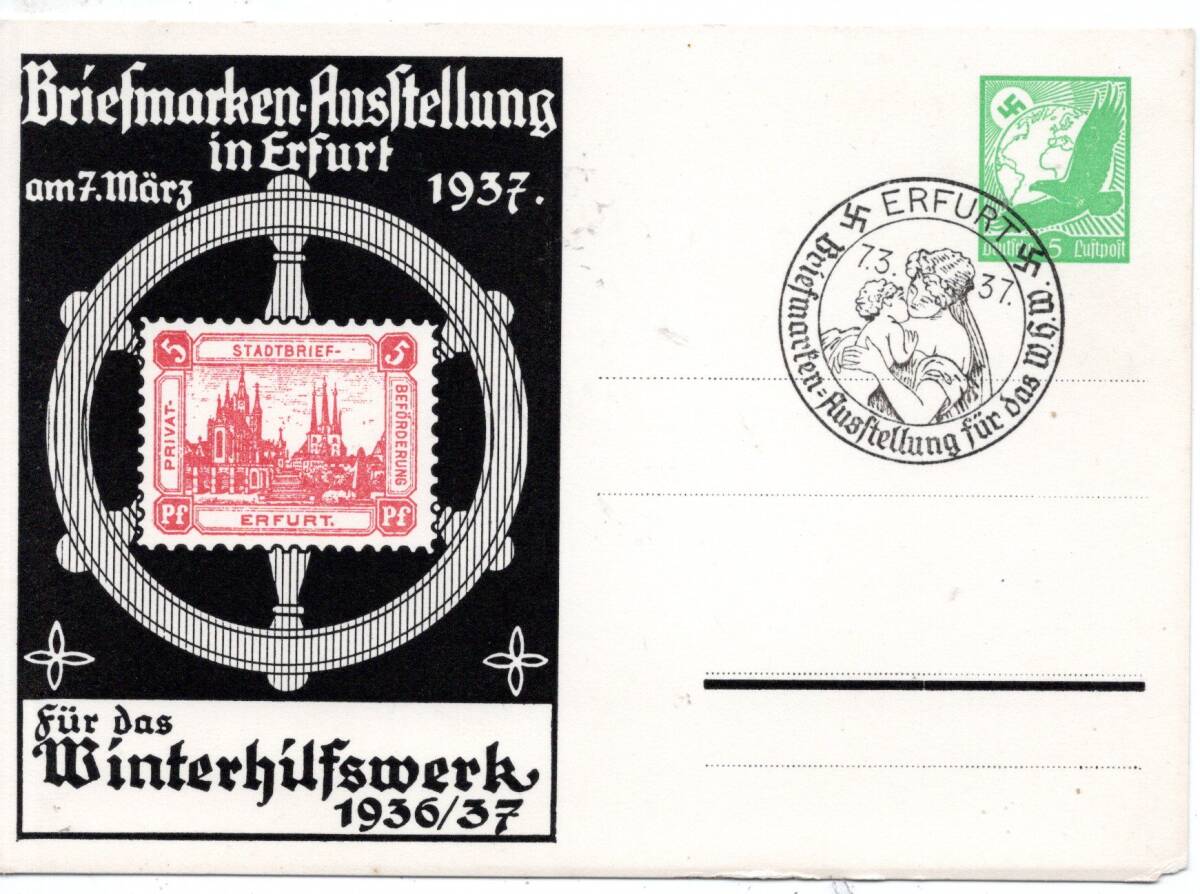 Briefmarken-Ausstellung
in Erfurt
am 7. März 1937.
5 STADTBRIEF- 5
PRIVAT-
BEFÖRDERUNG
Pf ERFURT. Pf
Für das
Winterhilfswerk
1936/37
Deutsche 5 Luftpost
ERFURT
7.3. 37.
Briefmarken=Ausstellung für das W.H.W.